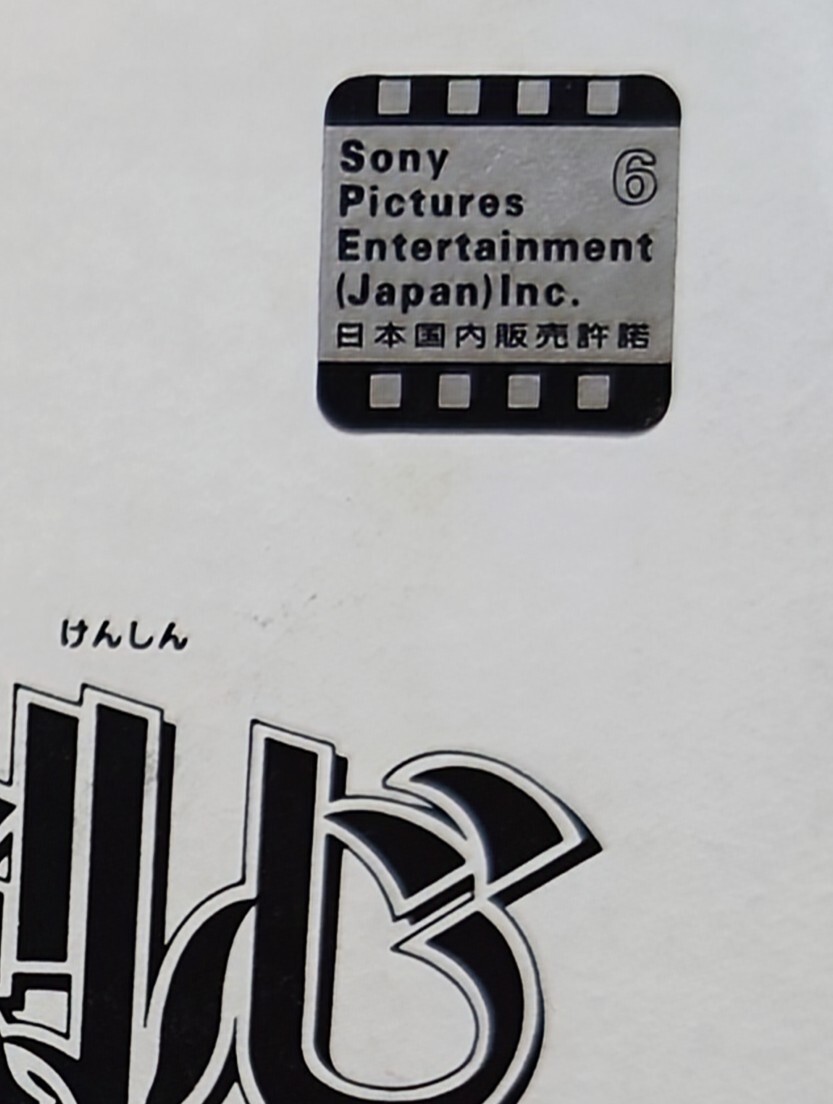 Sony
Pictures
Entertainment
(Japan)Inc.
6
日本国内販売許諾
けんしん